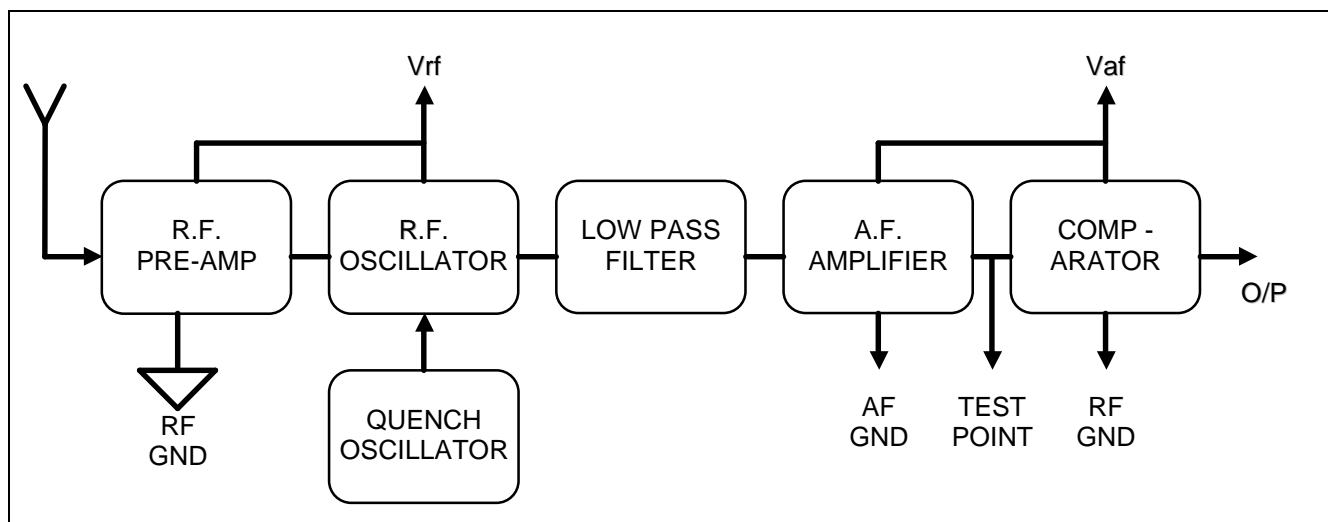 Vrf
Vaf
R.F.
PRE-AMP
R.F.
OSCILLATOR
LOW PASS
FILTER
A.F.
AMPLIFIER
COMP -
ARATOR
O/P
RF
GND
QUENCH
OSCILLATOR
AF
GND
TEST
POINT
RF
GND